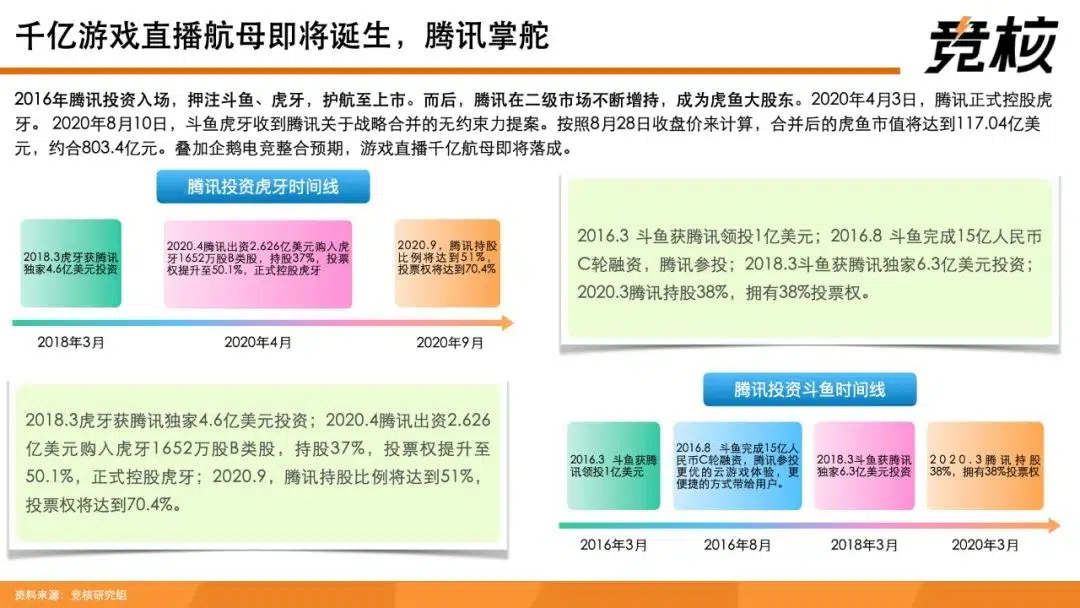 千亿游戏直播航母即将诞生，腾讯掌舵
竞核
2016年腾讯投资入场，押注斗鱼、虎牙，护航至上市。而后，腾讯在二级市场不断增持，成为虎鱼大股东。2020年4月3日，腾讯正式控股虎
牙。 2020年8月10日，斗鱼虎牙收到腾讯关于战略合并的无约束力提案。按照8月28日收盘价来计算，合并后的虎鱼市值将达到117.04亿美
元，约合803.4亿元。叠加企鹅电竞整合预期，游戏直播千亿航母即将落成。
腾讯投资虎牙时间线
2018.3虎牙获腾讯
独家4.6亿美元投资
2020.4腾讯出资2.626亿美元购入虎
牙1652万股B类股，持股37%，投票
权提升至50.1%，正式控股虎牙
2020.9，腾讯持股
比例将达到51%，
投票权将达到70.4%
2018年3月
2020年4月
2020年9月
2016.3 斗鱼获腾讯领投1亿美元；2016.8 斗鱼完成15亿人民币
C轮融资，腾讯参投；2018.3斗鱼获腾讯独家6.3亿美元投资；
2020.3腾讯持股38%，拥有38%投票权。
2018.3虎牙获腾讯独家4.6亿美元投资；2020.4腾讯出资2.626
亿美元购入虎牙1652万股B类股，持股37%，投票权提升至
50.1%，正式控股虎牙；2020.9，腾讯持股比例将达到51%，
投票权将达到70.4%。
腾讯投资斗鱼时间线
2016.3 斗鱼获腾
讯领投1亿美元
2016.8 斗鱼完成15亿人
民币C轮融资，腾讯参投
更优的云游戏体验，更
便捷的方式带给用户。
2018.3斗鱼获腾讯
独家6.3亿美元投资
2020.3腾讯持股
38%，拥有38%投票权
2016年3月
2016年8月
2018年3月
2020年3月
资料来源：竞核研究组